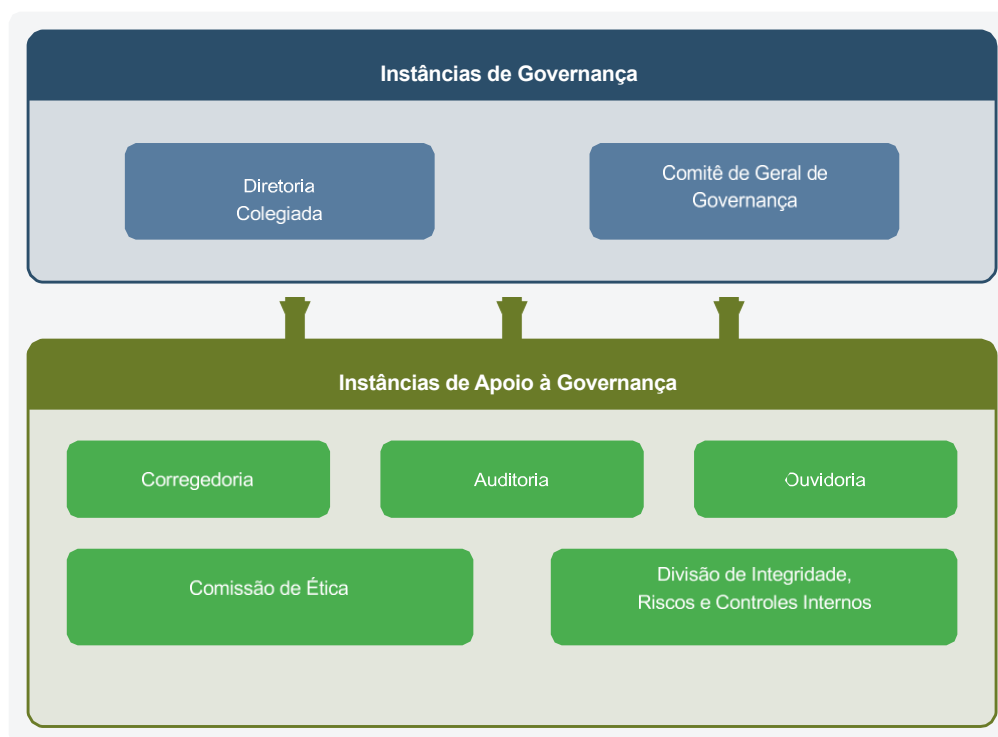 Instâncias de Governança
Diretoria
Colegiada
Comitê de Geral de
Governança
Instâncias de Apoio à Governança
Corregedoria
Auditoria
Ouvidoria
Comissão de Ética
Divisão de Integridade,
Riscos e Controles Internos